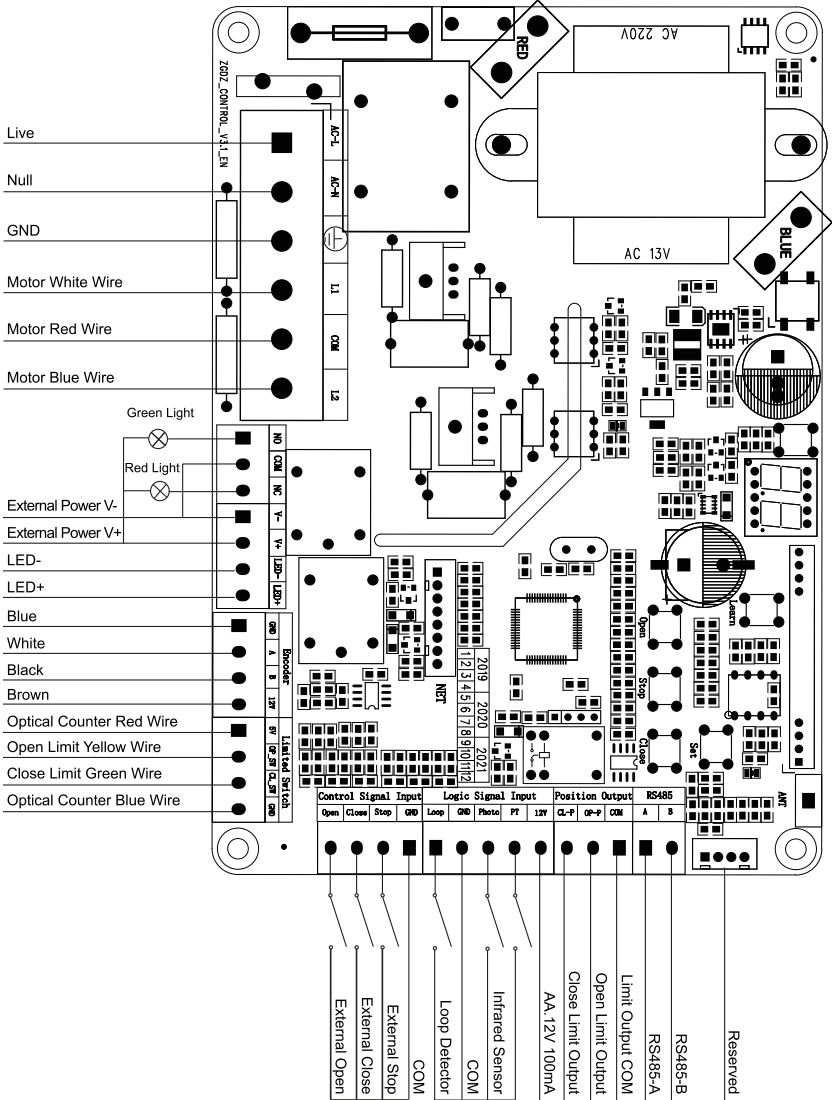 AC 220V
RED
ZGDZ_CONTROL_V3.1_EN
AC-L
Live
AC-N
Null
GND
AC 13V
BLUE
Motor White Wire
L1
Motor Red Wire
COM
Motor Blue Wire
L2
Green Light
NO
Red Light
COM
NC
External Power V-
V-
External Power V+
V+
LED-
LED-
LED+
LED+
Blue
GND
White
A
Black
B
Brown
12V
Encoder
Optical Counter Red Wire
5V
Open Limit Yellow Wire
OP_SW
Close Limit Green Wire
CL_SW
Optical Counter Blue Wire
GND
Limited Switch
NET
1 2 3 4 5 6 7 8 9 10 11 12
2019 2020 2021
Learn
Open
Stop
Close
Set
ANT
Control Signal Input
Logic Signal Input
Position Output
RS485
Open Close Stop GND
Loop GND Photo PT 12V
CL-P OP-P COM
A B
External Open
External Close
External Stop
COM
Loop Detector
COM
Infrared Sensor
AA.12V 100mA
Close Limit Output
Open Limit Output
Limit Output COM
RS485-A
RS485-B
Reserved